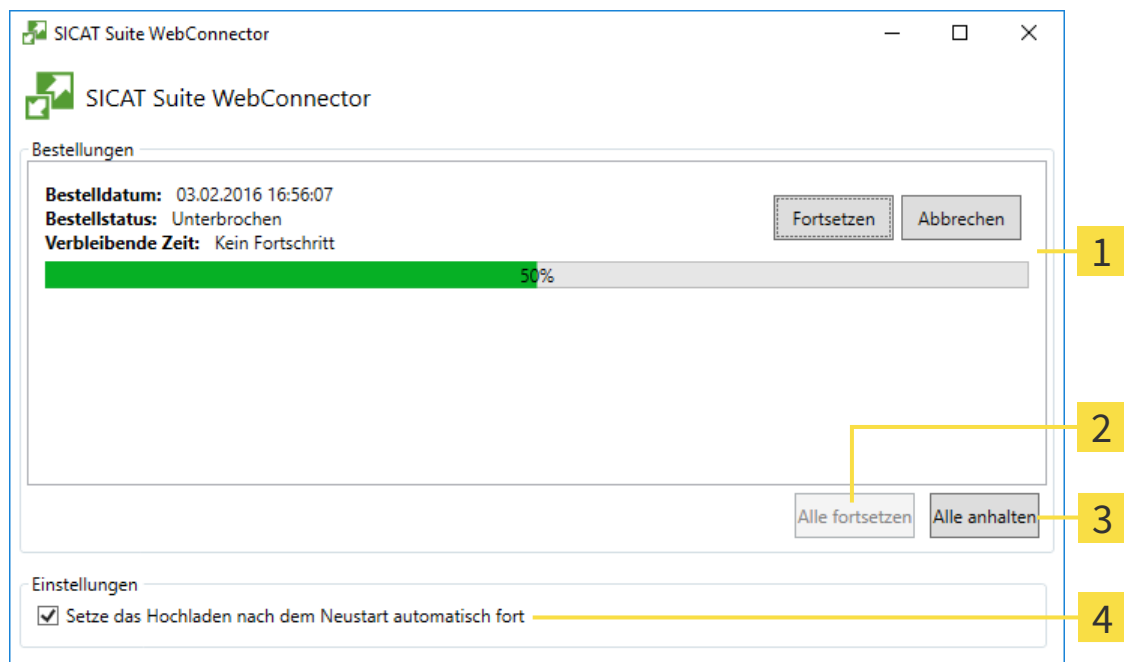 SICAT Suite WebConnector
SICAT Suite WebConnector
Bestellungen
Bestelldatum: 03.02.2016 16:56:07
Bestellstatus: Unterbrochen
Verbleibende Zeit: Kein Fortschritt
Fortsetzen
Abbrechen
1
50%
2
Alle fortsetzen
Alle anhalten
3
Einstellungen
Setze das Hochladen nach dem Neustart automatisch fort
4